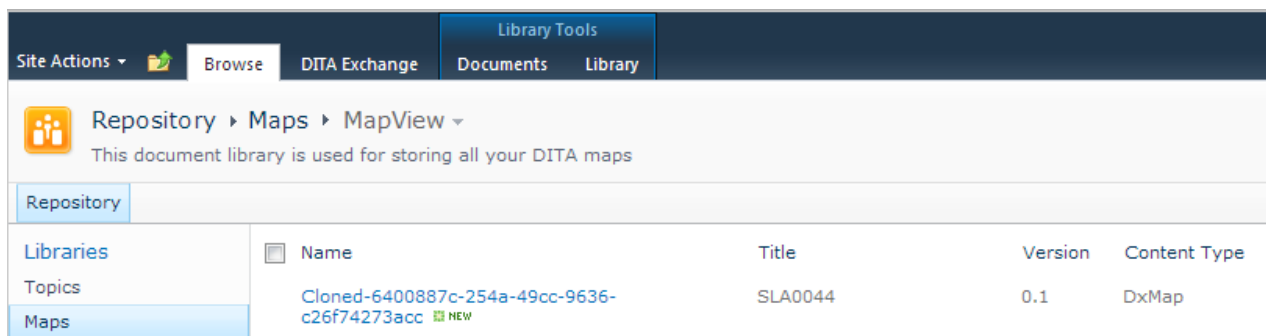 Library Tools
Site Actions Browse DITA Exchange Documents Library
Repository Maps MapView
This document library is used for storing all your DITA maps
Repository
Libraries Name Title Version Content Type
Topics
Cloned-6400887c-254a-49cc-9636- SLA0044 0.1 DxMap
Maps c26f74273acc NEW